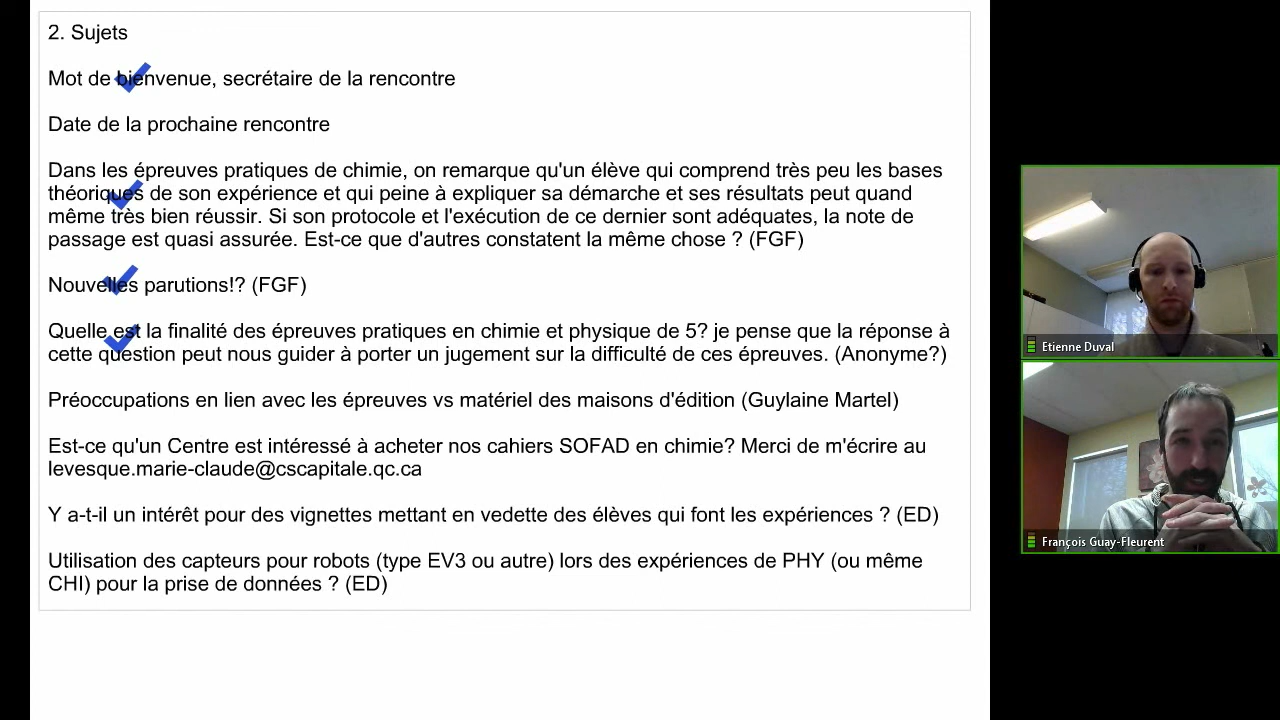 2. Sujets
Mot de bienvenue, secrétaire de la rencontre
Date de la prochaine rencontre
Dans les épreuves pratiques de chimie, on remarque qu'un élève qui comprend très peu les bases
théoriques de son expérience et qui peine à expliquer sa démarche et ses résultats peut quand
même très bien réussir. Si son protocole et l'exécution de ce dernier sont adéquates, la note de
passage est quasi assurée. Est-ce que d'autres constatent la même chose ? (FGF)
Nouvelles parutions!? (FGF)
Quelle est la finalité des épreuves pratiques en chimie et physique de 5? je pense que la réponse à
cette question peut nous guider à porter un jugement sur la difficulté de ces épreuves. (Anonyme?)
Préoccupations en lien avec les épreuves vs matériel des maisons d'édition (Guylaine Martel)
Est-ce qu'un Centre est intéressé à acheter nos cahiers SOFAD en chimie? Merci de m'écrire au
levesque.marie-claude@cscapitale.qc.ca
Y a-t-il un intérêt pour des vignettes mettant en vedette des élèves qui font les expériences ? (ED)
Utilisation des capteurs pour robots (type EV3 ou autre) lors des expériences de PHY (ou même
CHI) pour la prise de données ? (ED)
Etienne Duval
François Guay-Fleurent